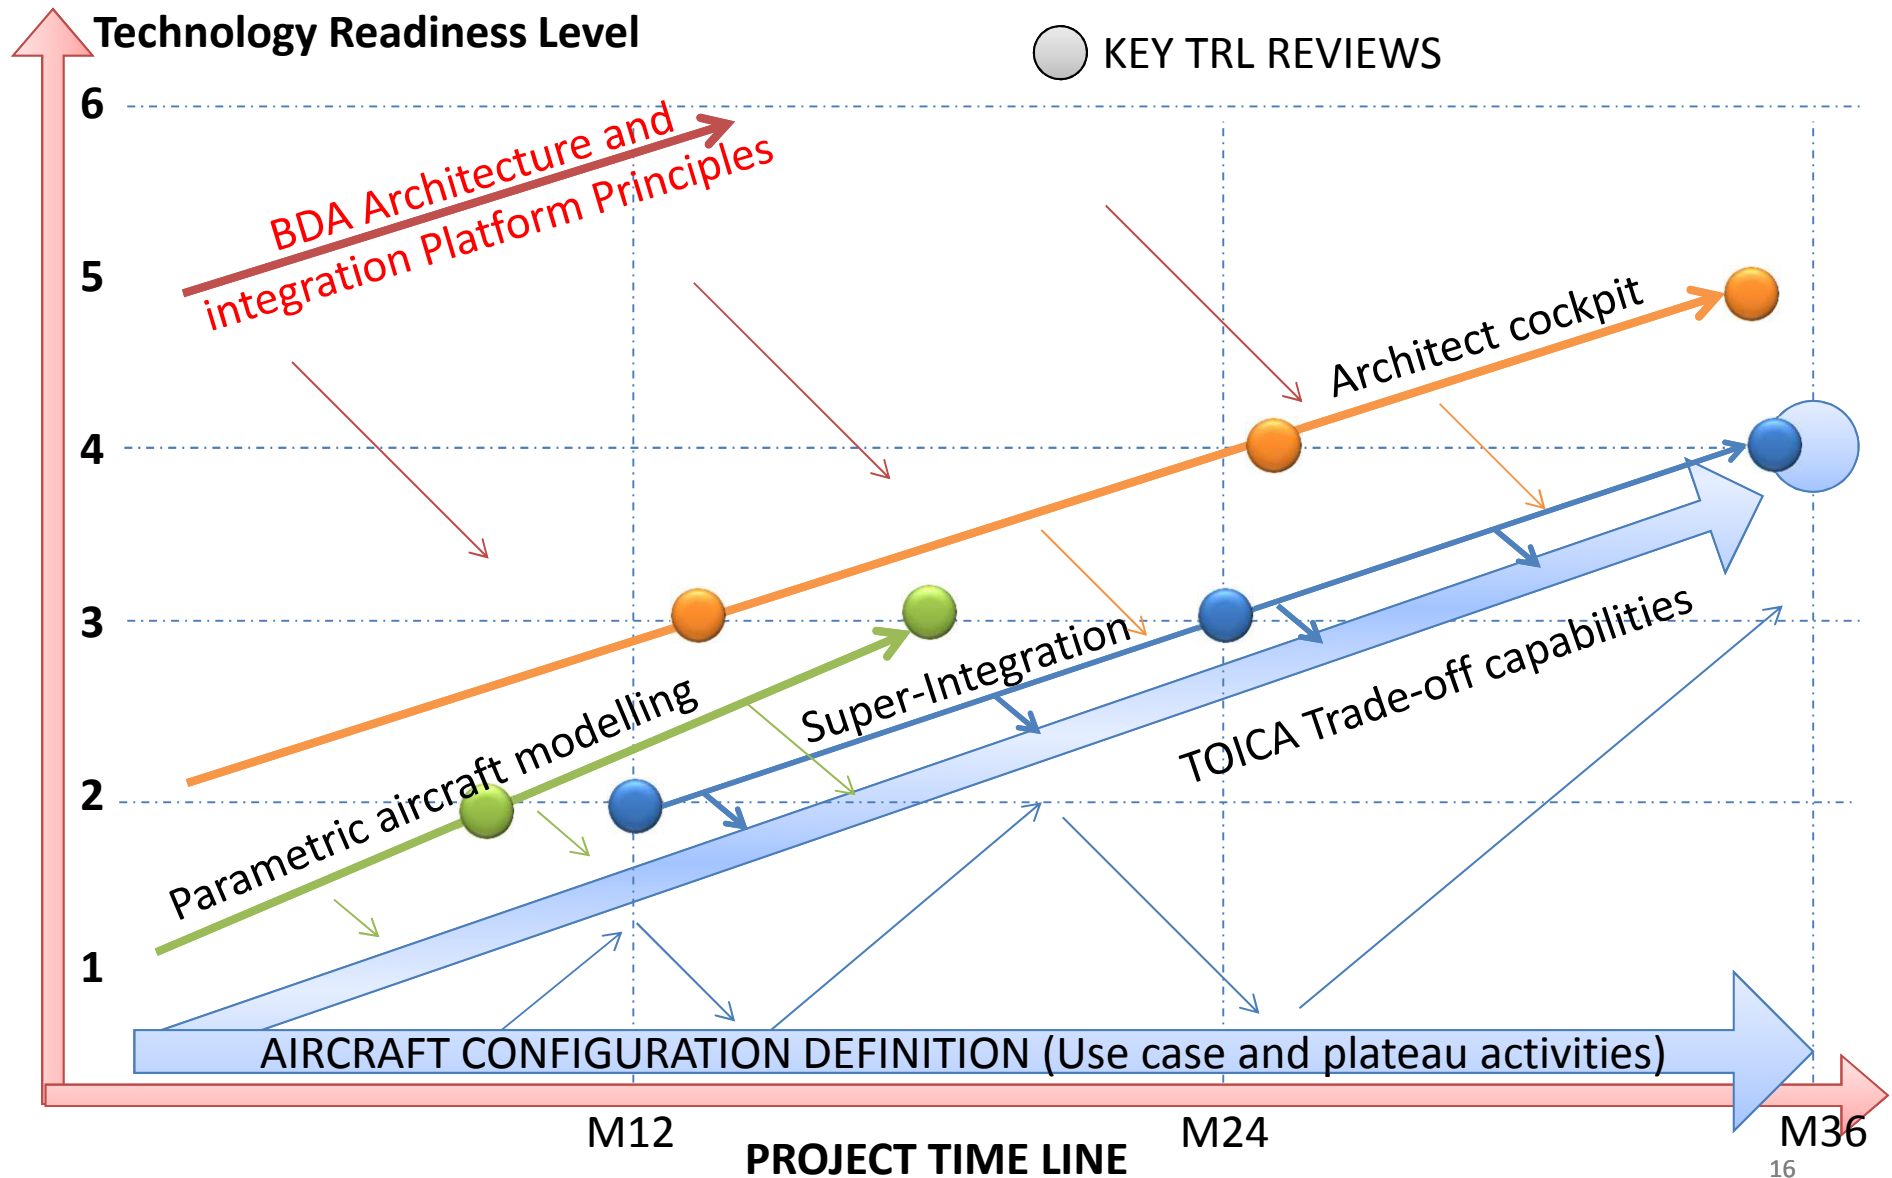 Technology Readiness Level
KEY TRL REVIEWS
6
BDA Architecture and
integration Platform Principles
5
Architect cockpit
4
3
Super-Integration
TOICA Trade-off capabilities
Parametric aircraft modelling
2
1
AIRCRAFT CONFIGURATION DEFINITION (Use case and plateau activities)
M12
M24
M36
PROJECT TIME LINE
16